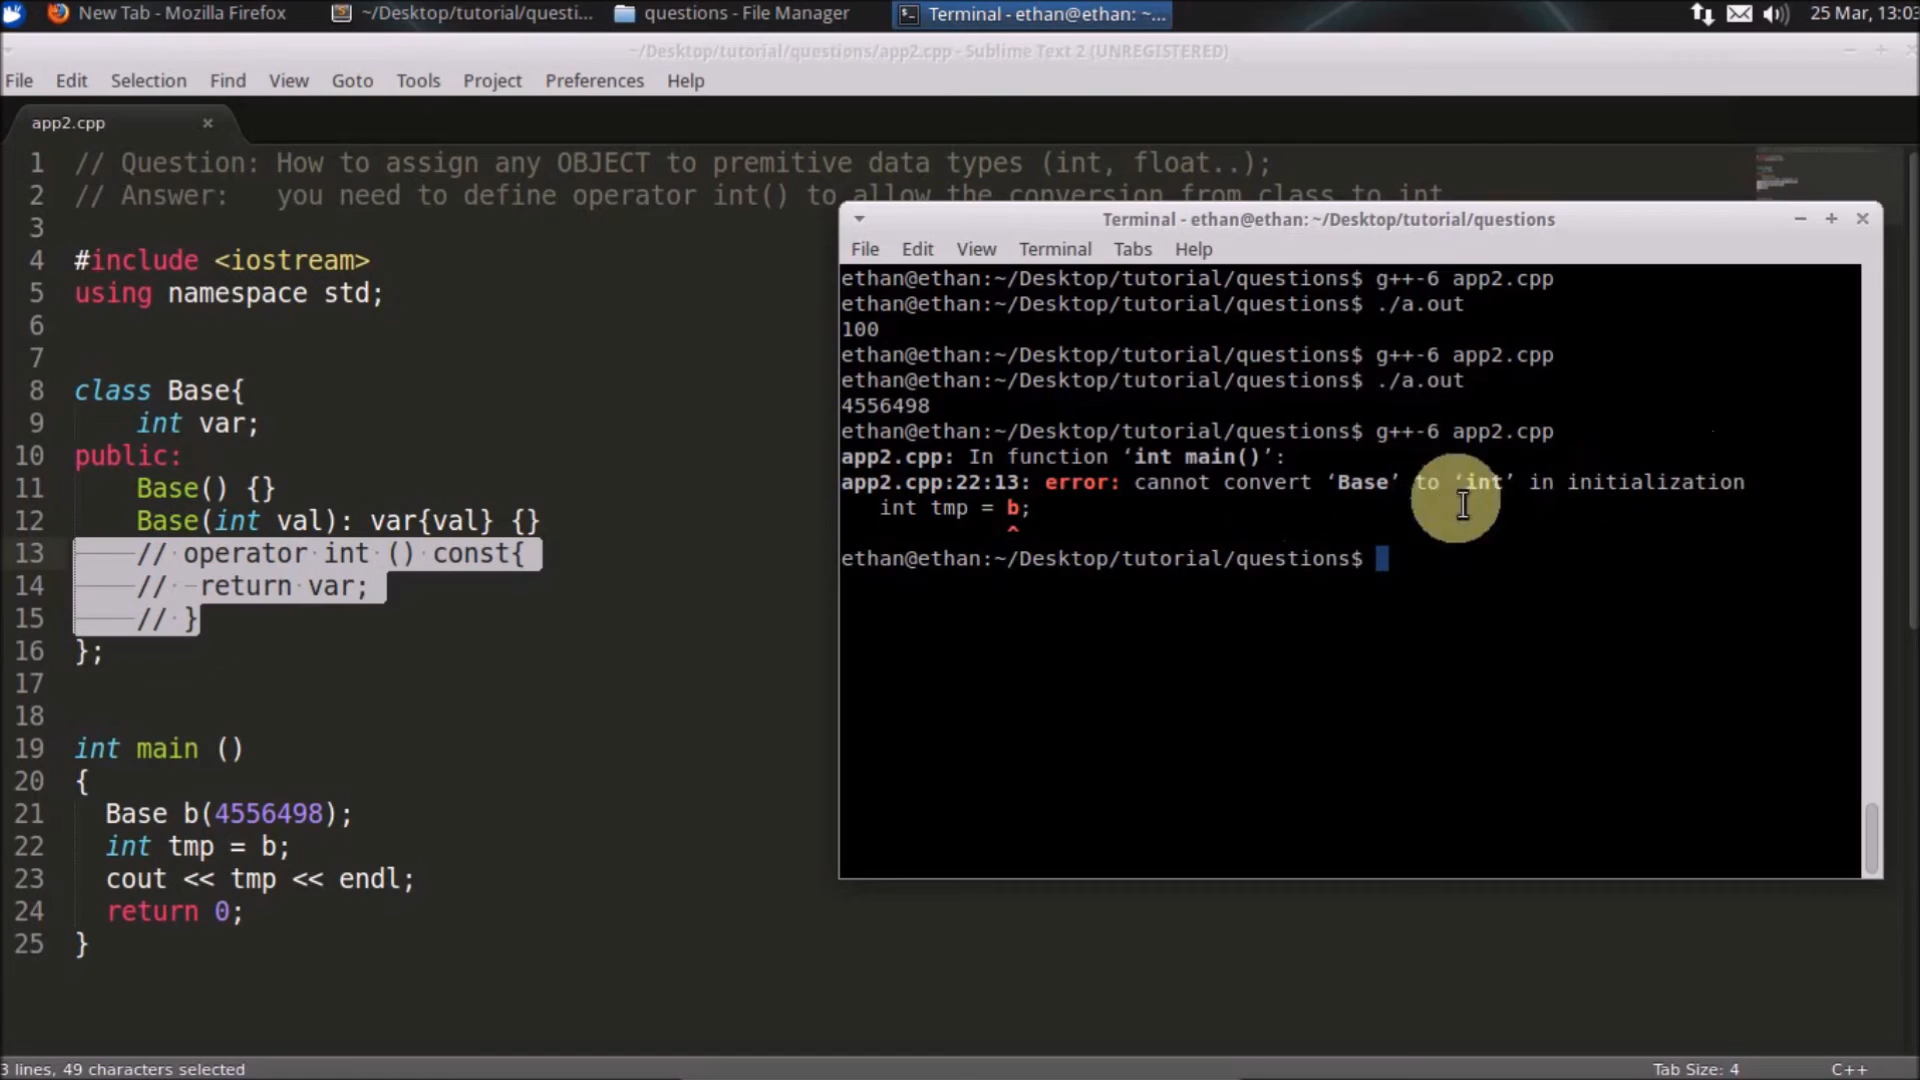 New Tab - Mozilla Firefox
~/Desktop/tutorial/questi...
questions - File Manager
Terminal - ethan@ethan: ~...
25 Mar, 13:03
~/Desktop/tutorial/questions/app2.cpp - Sublime Text 2 (UNREGISTERED)
File Edit Selection Find View Goto Tools Project Preferences Help
app2.cpp
1 // Question: How to assign any OBJECT to premitive data types (int, float..);
2 // Answer:   you need to define operator int() to allow the conversion from class to int
3
4 #include <iostream>
5 using namespace std;
6
7
8 class Base{
9     int var;
10 public:
11     Base() {}
12     Base(int val): var{val} {}
13     // operator int () const{
14     //  return var;
15     // }
16 };
17
18
19 int main ()
20 {
21   Base b(4556498);
22   int tmp = b;
23   cout << tmp << endl;
24   return 0;
25 }
Terminal - ethan@ethan: ~/Desktop/tutorial/questions
File Edit View Terminal Tabs Help
ethan@ethan:~/Desktop/tutorial/questions$ g++-6 app2.cpp
ethan@ethan:~/Desktop/tutorial/questions$ ./a.out
100
ethan@ethan:~/Desktop/tutorial/questions$ g++-6 app2.cpp
ethan@ethan:~/Desktop/tutorial/questions$ ./a.out
4556498
ethan@ethan:~/Desktop/tutorial/questions$ g++-6 app2.cpp
app2.cpp: In function ‘int main()’:
app2.cpp:22:13: error: cannot convert ‘Base’ to ‘int’ in initialization
   int tmp = b;
             ^
ethan@ethan:~/Desktop/tutorial/questions$
3 lines, 49 characters selected
Tab Size: 4
C++